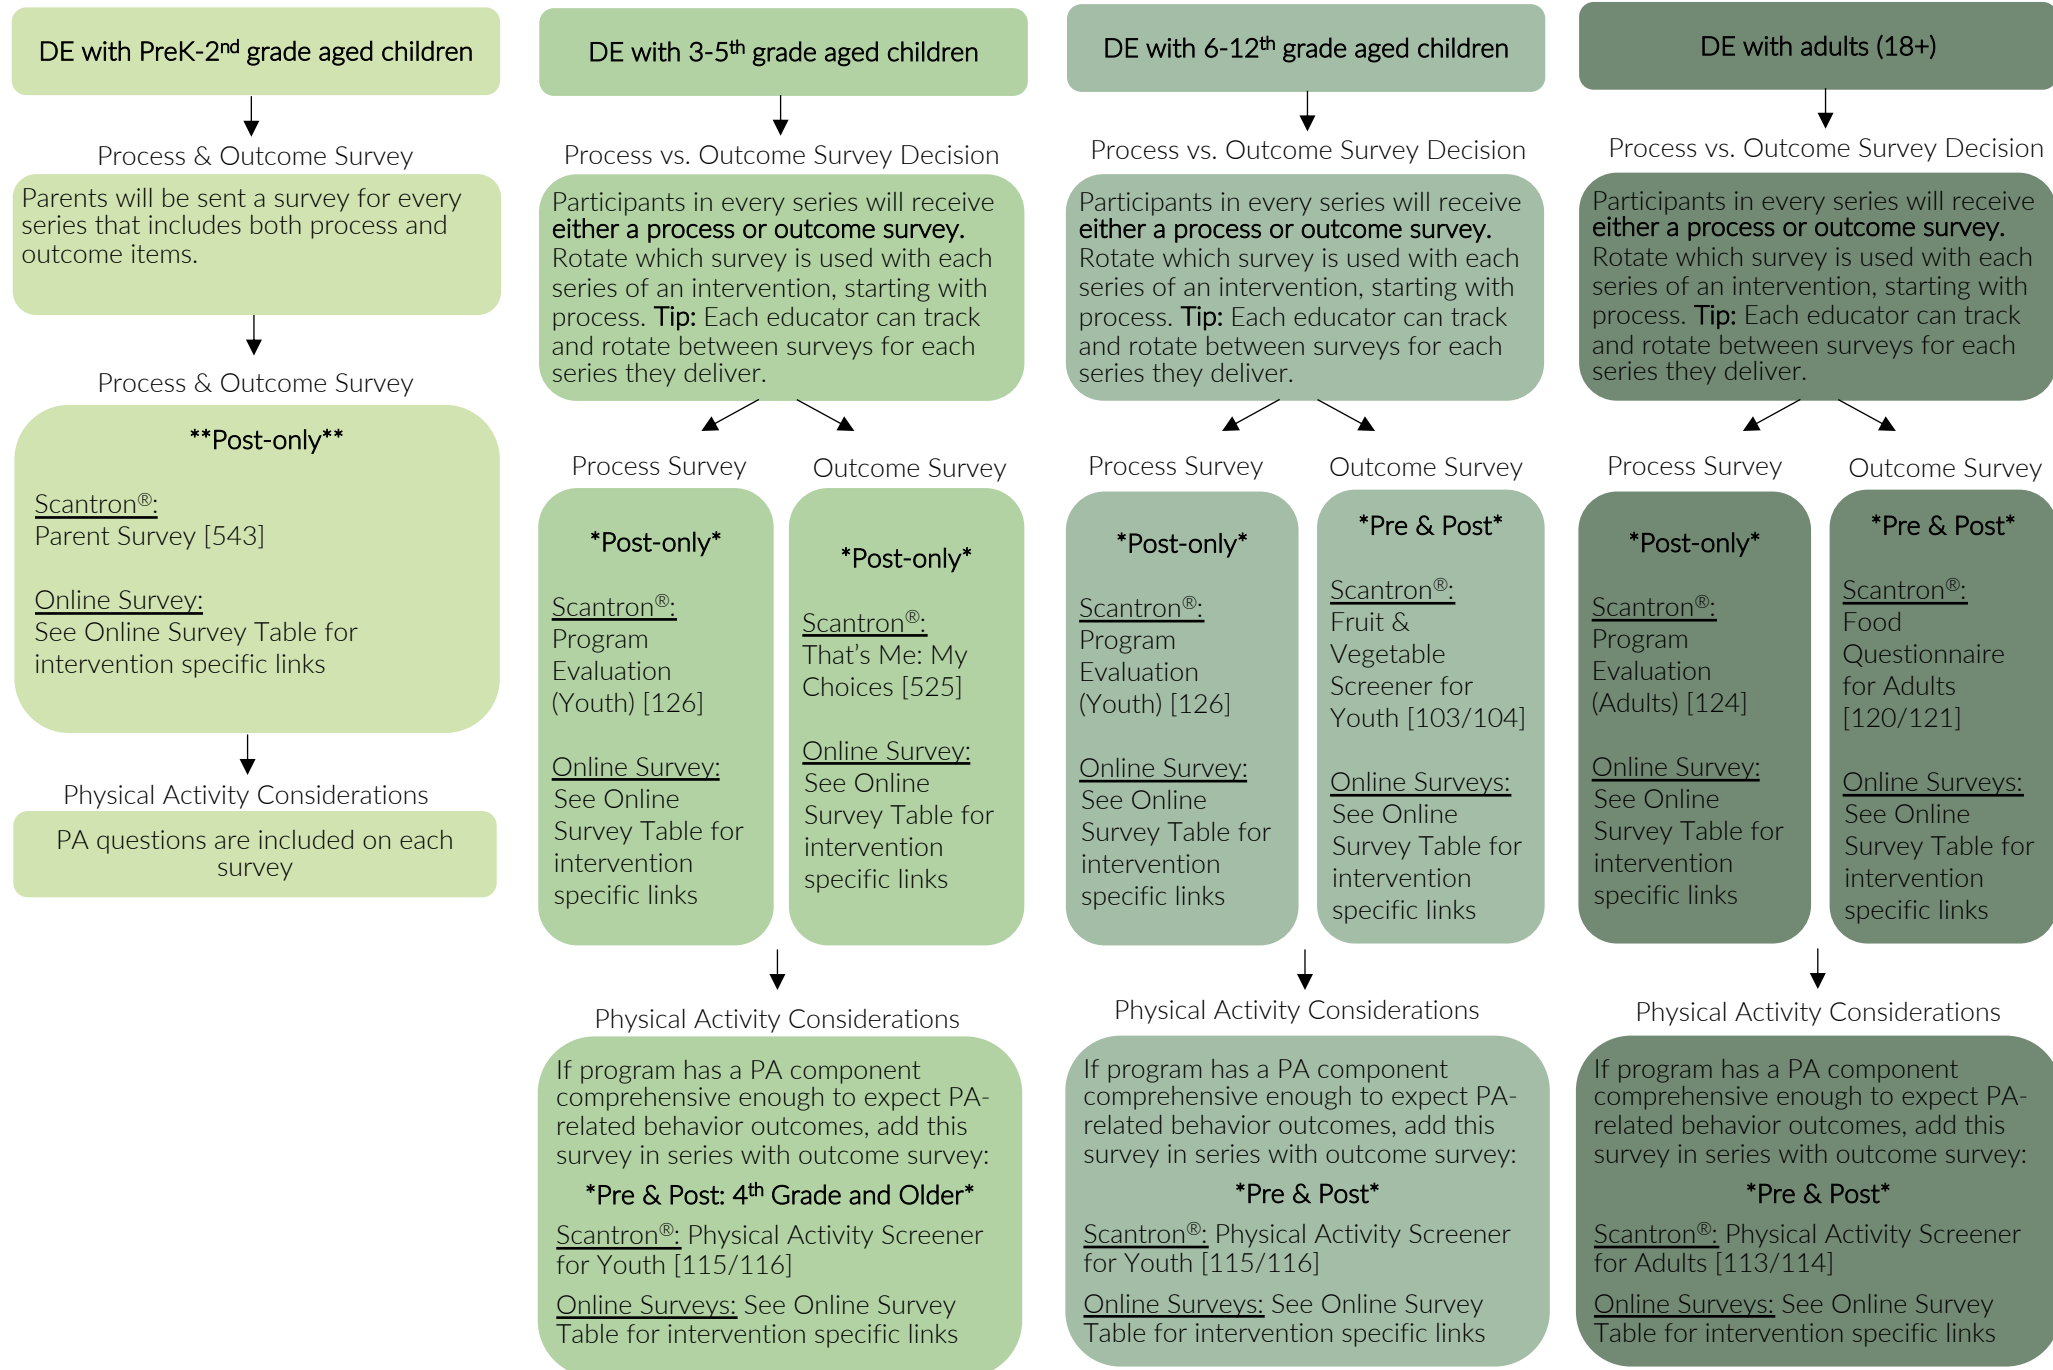 DE with PreK-2nd grade aged children
Process & Outcome Survey
Parents will be sent a survey for every
series that includes both process and
outcome items.
Process & Outcome Survey
**Post-only**
Scantron®:
Parent Survey [543]
Online Survey:
See Online Survey Table for
intervention specific links
Physical Activity Considerations
PA questions are included on each
survey
DE with 3-5th grade aged children
Process vs. Outcome Survey Decision
Participants in every series will receive
either a process or outcome survey.
Rotate which survey is used with each
series of an intervention, starting with
process. Tip: Each educator can track
and rotate between surveys for each
series they deliver.
Process Survey
*Post-only*
Scantron®:
Program
Evaluation
(Youth) [126]
Online Survey:
See Online
Survey Table for
intervention
specific links
Outcome Survey
*Post-only*
Scantron®:
That's Me: My
Choices [525]
Online Survey:
See Online
Survey Table for
intervention
specific links
Physical Activity Considerations
If program has a PA component
comprehensive enough to expect PA-
related behavior outcomes, add this
survey in series with outcome survey:
*Pre & Post: 4th Grade and Older*
Scantron®: Physical Activity Screener
for Youth [115/116]
Online Surveys: See Online Survey
Table for intervention specific links
DE with 6-12th grade aged children
Process vs. Outcome Survey Decision
Participants in every series will receive
either a process or outcome survey.
Rotate which survey is used with each
series of an intervention, starting with
process. Tip: Each educator can track
and rotate between surveys for each
series they deliver.
Process Survey
*Post-only*
Scantron®:
Program
Evaluation
(Youth) [126]
Online Survey:
See Online
Survey Table for
intervention
specific links
Outcome Survey
*Pre & Post*
Scantron®:
Fruit &
Vegetable
Screener for
Youth [103/104]
Online Surveys:
See Online
Survey Table for
intervention
specific links
Physical Activity Considerations
If program has a PA component
comprehensive enough to expect PA-
related behavior outcomes, add this
survey in series with outcome survey:
*Pre & Post*
Scantron®: Physical Activity Screener
for Youth [115/116]
Online Surveys: See Online Survey
Table for intervention specific links
DE with adults (18+)
Process vs. Outcome Survey Decision
Participants in every series will receive
either a process or outcome survey.
Rotate which survey is used with each
series of an intervention, starting with
process. Tip: Each educator can track
and rotate between surveys for each
series they deliver.
Process Survey
*Post-only*
Scantron®:
Program
Evaluation
(Adults) [124]
Online Survey:
See Online
Survey Table for
intervention
specific links
Outcome Survey
*Pre & Post*
Scantron®:
Food
Questionnaire
for Adults
[120/121]
Online Surveys:
See Online
Survey Table for
intervention
specific links
Physical Activity Considerations
If program has a PA component
comprehensive enough to expect PA-
related behavior outcomes, add this
survey in series with outcome survey:
*Pre & Post*
Scantron®: Physical Activity Screener
for Adults [113/114]
Online Surveys: See Online Survey
Table for intervention specific links